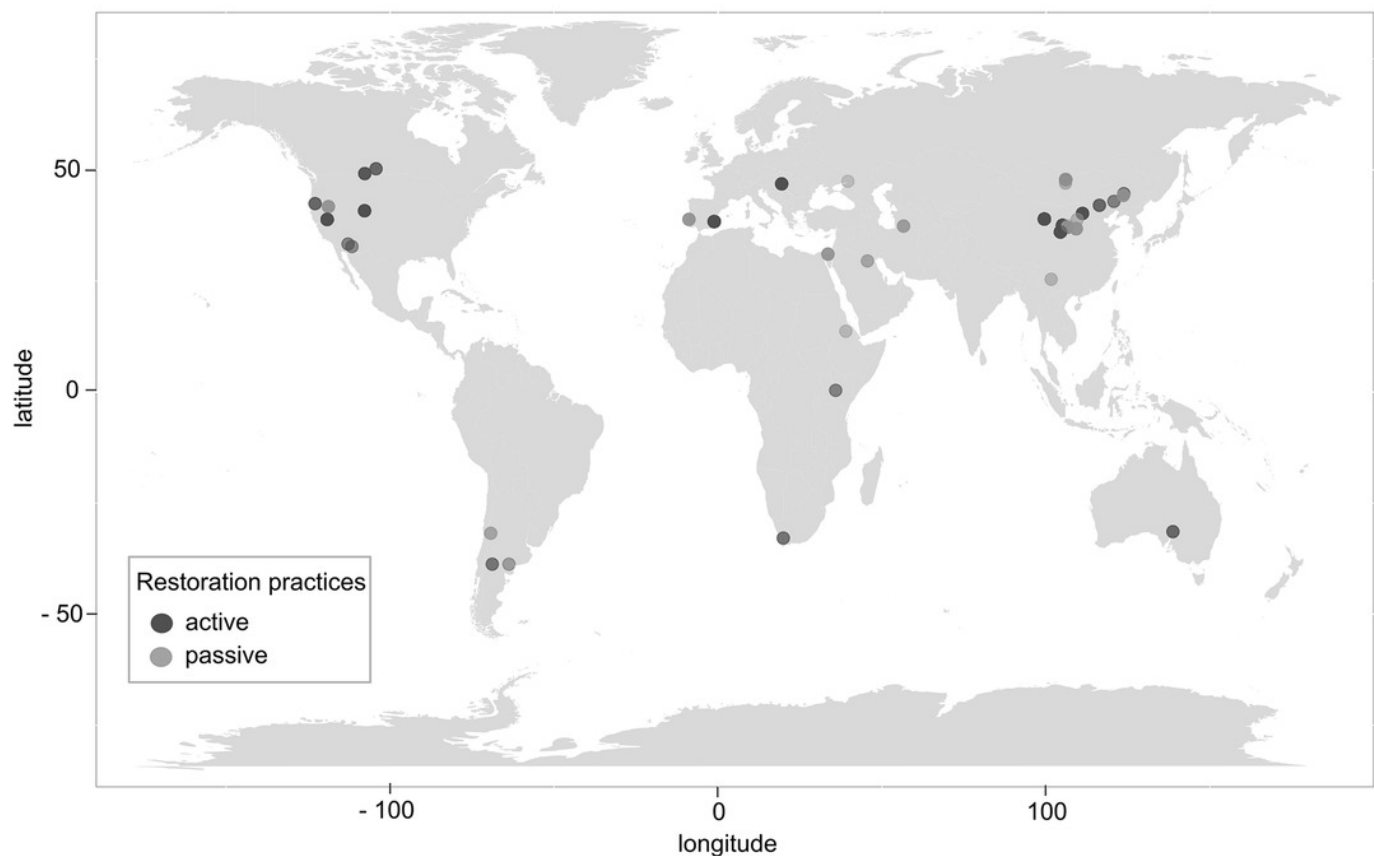 latitude
50
0
- 50
Restoration practices
active
passive
- 100
0
100
longitude